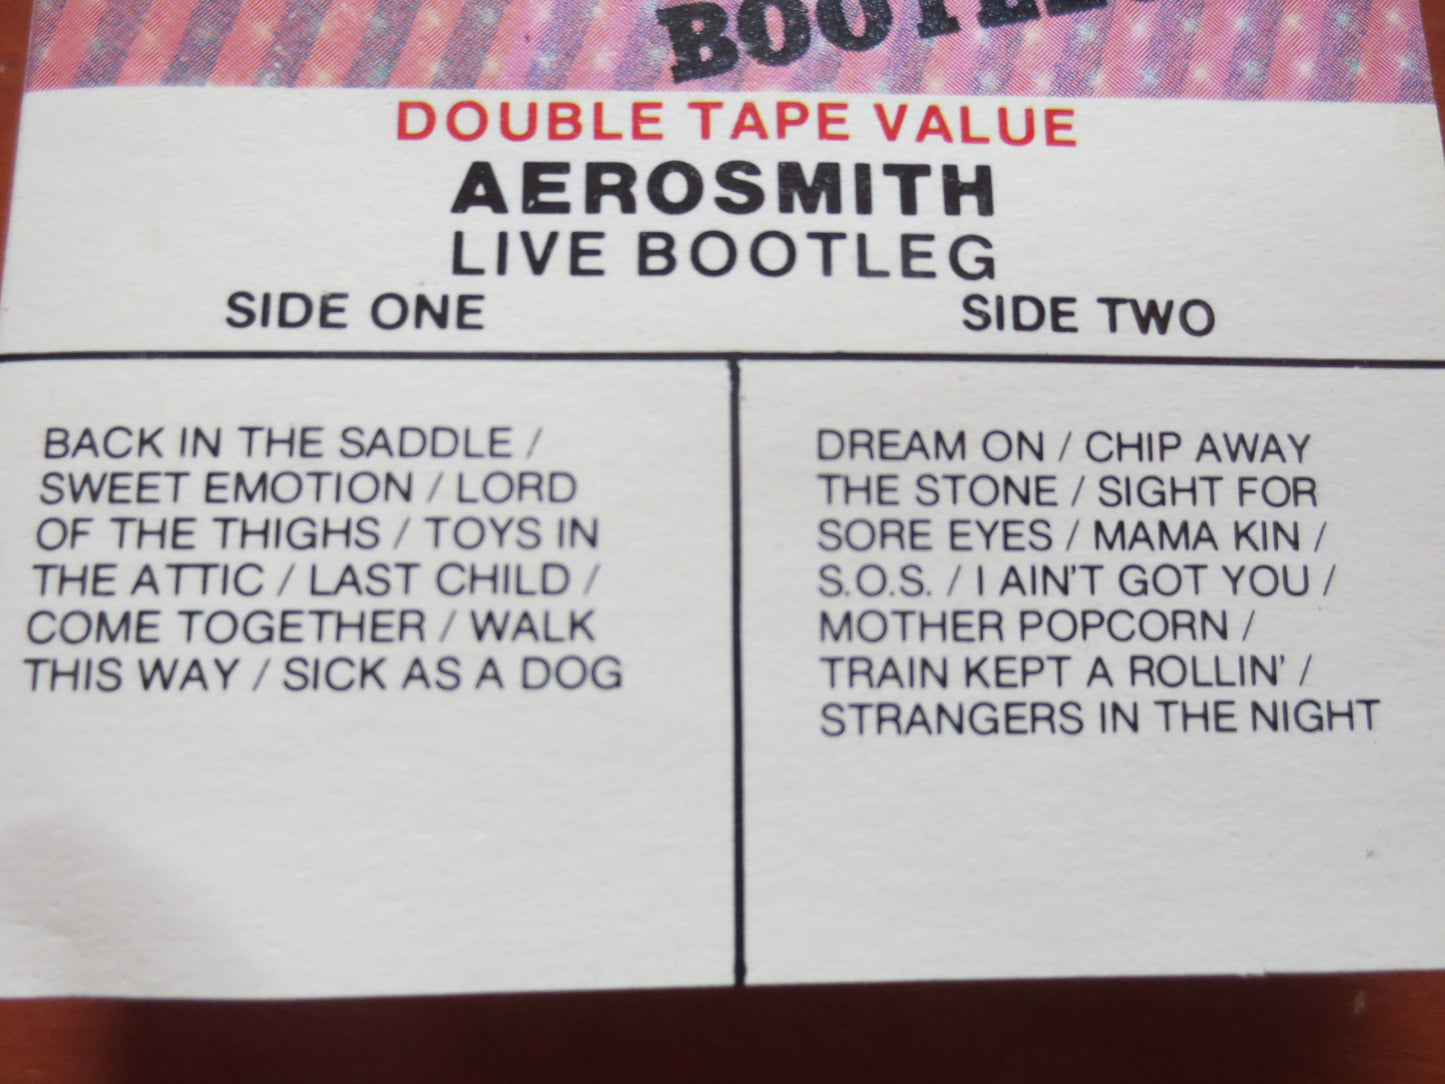 DOUBLE TAPE VALUE
AEROSMITH
LIVE BOOTLEG
SIDE ONE
BACK IN THE SADDLE /
SWEET EMOTION / LORD
OF THE THIGHS / TOYS IN
THE ATTIC / LAST CHILD /
COME TOGETHER / WALK
THIS WAY / SICK AS A DOG
SIDE TWO
DREAM ON / CHIP AWAY
THE STONE / SIGHT FOR
SORE EYES / MAMA KIN /
S.O.S. / I AIN'T GOT YOU /
MOTHER POPCORN /
TRAIN KEPT A ROLLIN' /
STRANGERS IN THE NIGHT